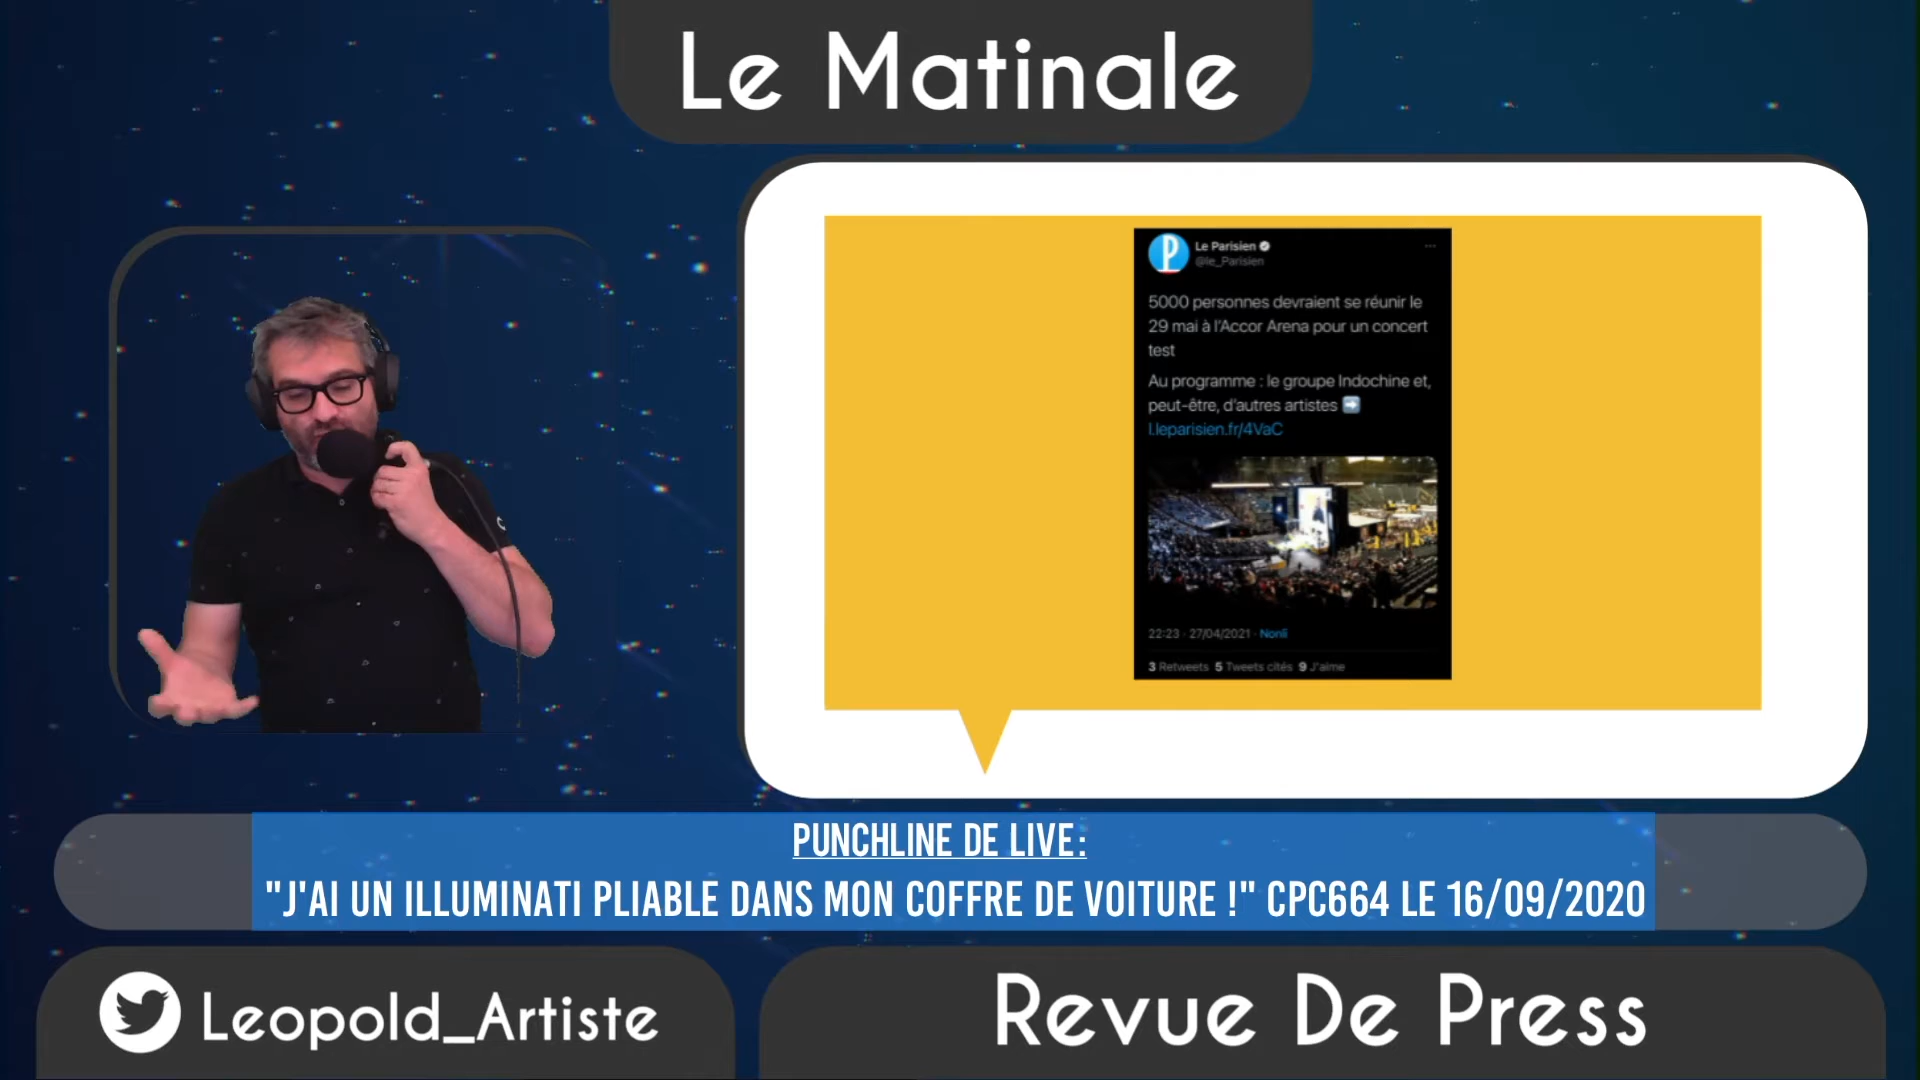 Le Matinale
Le Parisien
@le_Parisien
5000 personnes devraient se réunir le
29 mai à l'Accor Arena pour un concert
test
Au programme : le groupe Indochine et,
peut-être, d'autres artistes ➡
l.leparisien.fr/4VaC
22:23 · 27/04/2021 · Nonli
3 Retweets 5 Tweets cités 9 J'aime
PUNCHLINE DE LIVE:
"J'AI UN ILLUMINATI PLIABLE DANS MON COFFRE DE VOITURE !" CPC664 LE 16/09/2020
Leopold_Artiste
Revue De Press